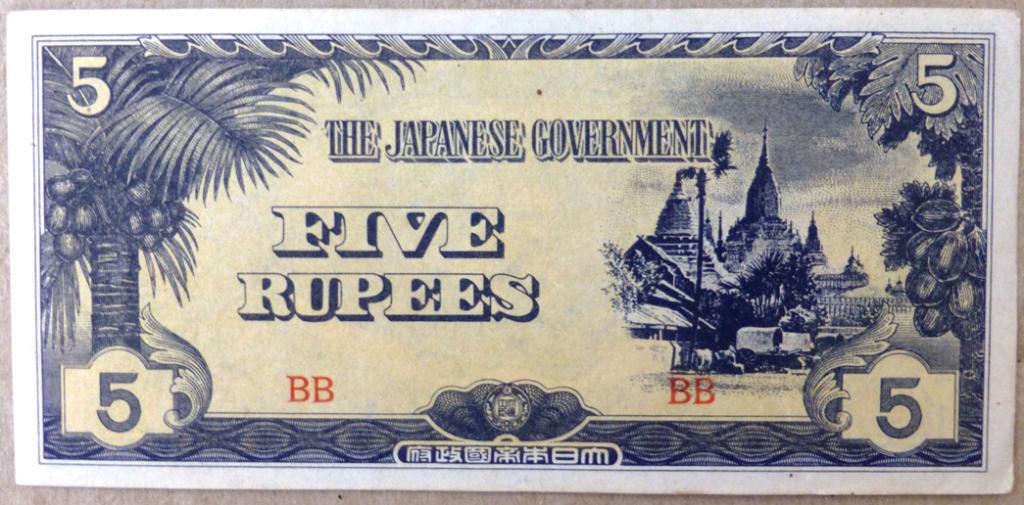 5 5
THE JAPANESE GOVERNMENT
FIVE
RUPEES
BB BB
5 5
大日本帝國政府